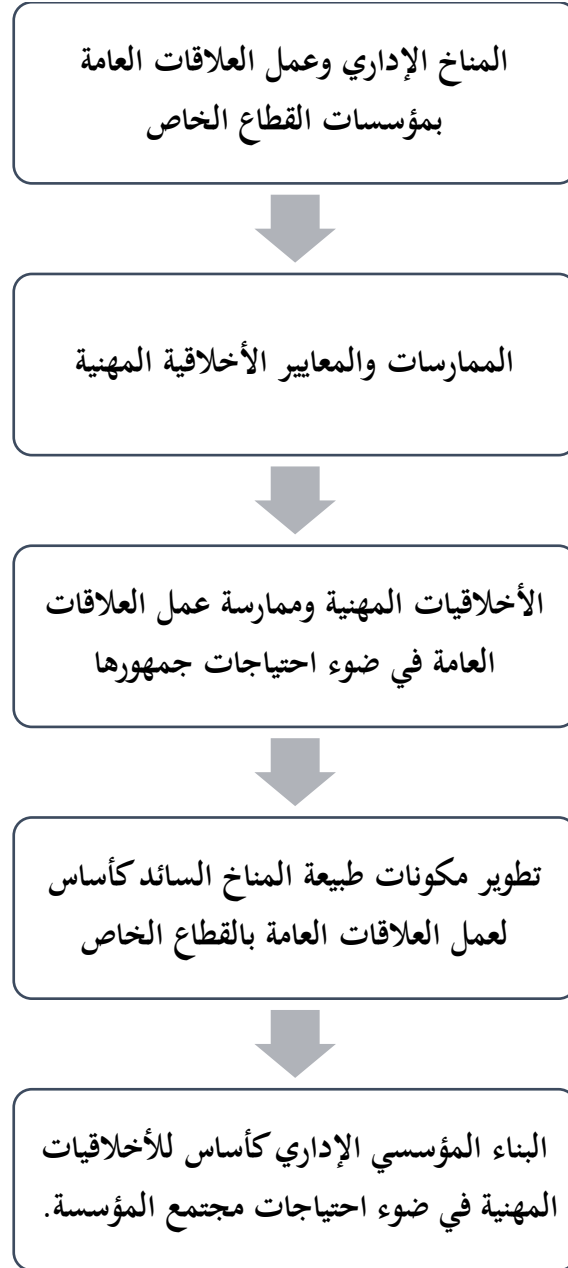 المناخ الإداري وعمل العلاقات العامة
بمؤسسات القطاع الخاص
الممارسات والمعايير الأخلاقية المهنية
الأخلاقيات المهنية وممارسة عمل العلاقات
العامة في ضوء احتياجات جمهورها
تطوير مكونات طبيعة المناخ السائد كأساس
لعمل العلاقات العامة بالقطاع الخاص
البناء المؤسسي الإداري كأساس للأخلاقيات
المهنية في ضوء احتياجات مجتمع المؤسسة.